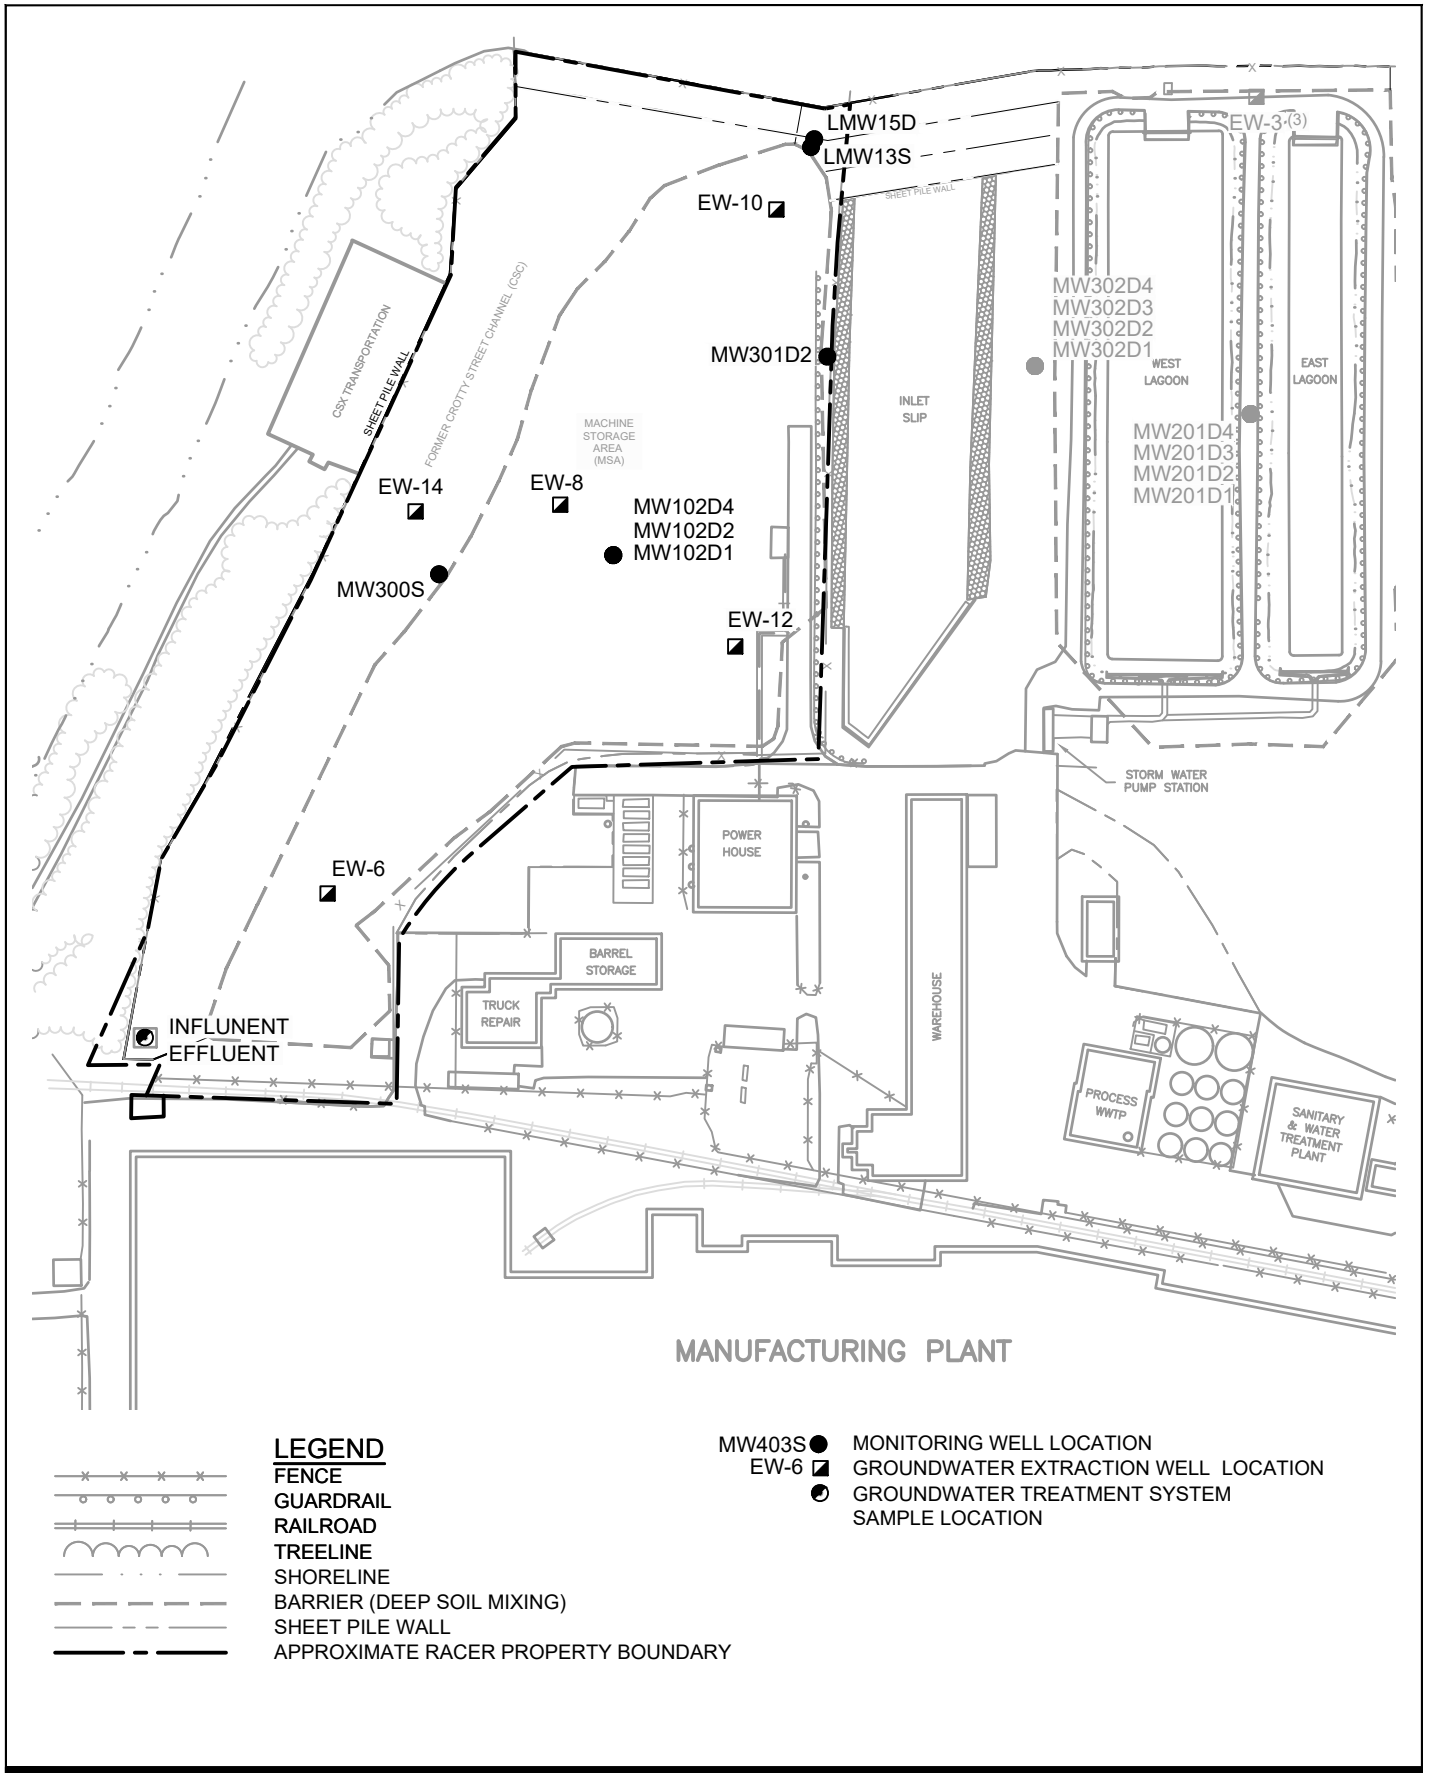 LMW15D
LMW13S
EW-3 (3)
SHEET PILE WALL
EW-10
MW302D4
MW302D3
MW302D2
MW302D1
MW301D2
CSX TRANSPORTATION
SHEET PILE WALL
FORMER CROTTY STREET CHANNEL (CSC)
WEST
LAGOON
EAST
LAGOON
INLET
SLIP
MACHINE
STORAGE
AREA
(MSA)
MW201D4
MW201D3
MW201D2
MW201D1
EW-14
EW-8
MW102D4
MW102D2
MW102D1
MW300S
EW-12
STORM WATER
PUMP STATION
POWER
HOUSE
EW-6
BARREL
STORAGE
TRUCK
REPAIR
WAREHOUSE
INFLUNENT
EFFLUENT
PROCESS
WWTP
SANITARY
& WATER
TREATMENT
PLANT
MANUFACTURING PLANT
LEGEND
FENCE
GUARDRAIL
RAILROAD
TREELINE
SHORELINE
BARRIER (DEEP SOIL MIXING)
SHEET PILE WALL
APPROXIMATE RACER PROPERTY BOUNDARY
MW403S MONITORING WELL LOCATION
EW-6 GROUNDWATER EXTRACTION WELL LOCATION
GROUNDWATER TREATMENT SYSTEM
SAMPLE LOCATION